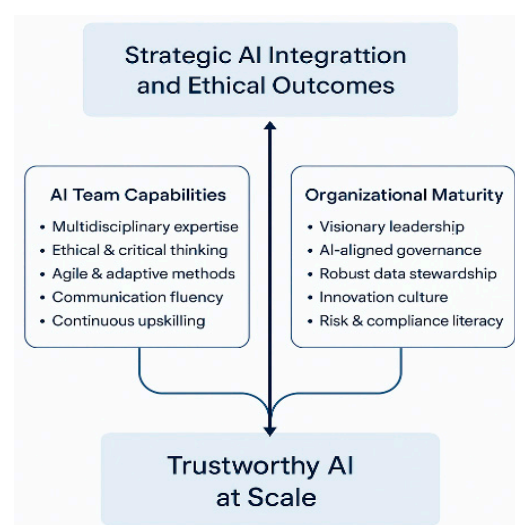 Strategic AI Integrattion
and Ethical Outcomes
AI Team Capabilities
• Multidisciplinary expertise
• Ethical & critical thinking
• Agile & adaptive methods
• Communication fluency
• Continuous upskilling
Organizational Maturity
• Visionary leadership
• AI-aligned governance
• Robust data stewardship
• Innovation culture
• Risk & compliance literacy
Trustworthy AI
at Scale